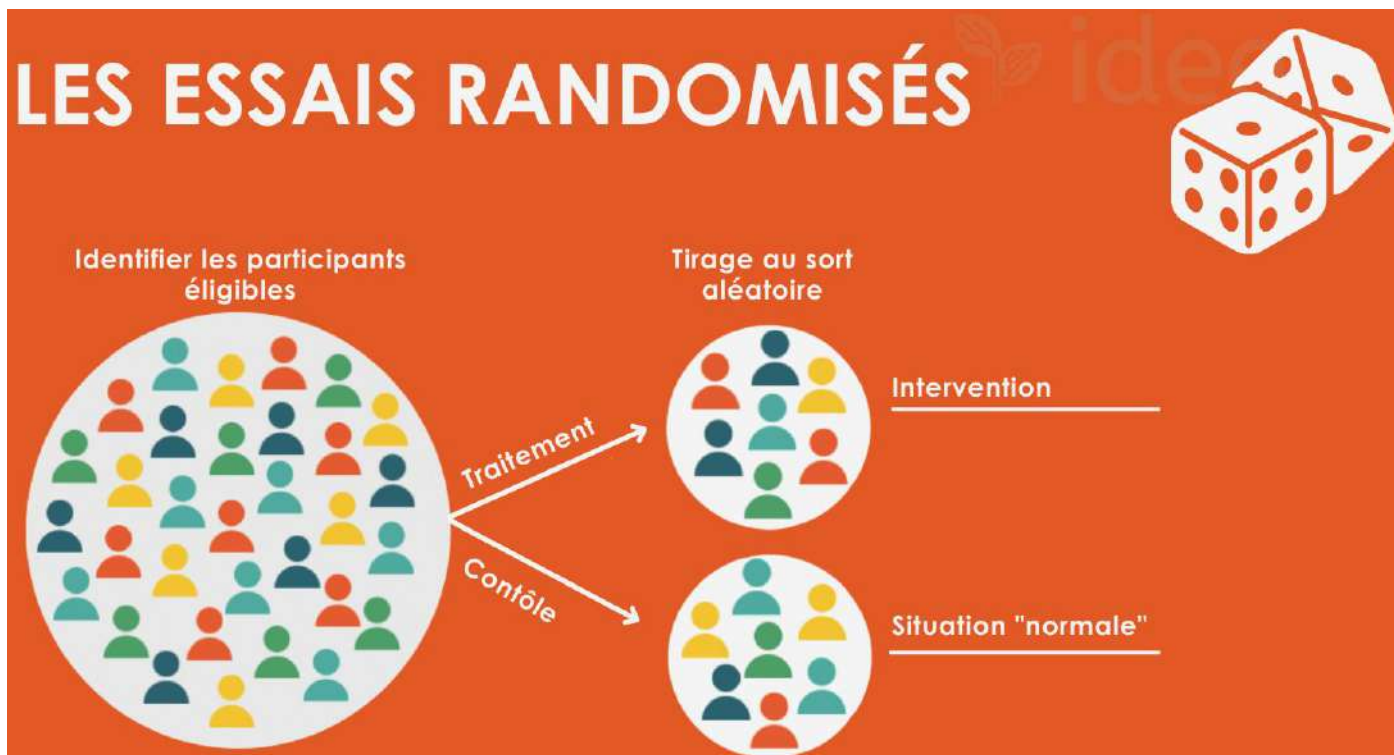 LES ESSAIS RANDOMISÉS
Identifier les participants
éligibles
Tirage au sort
aléatoire
Traitement
Intervention
Contôle
Situation "normale"